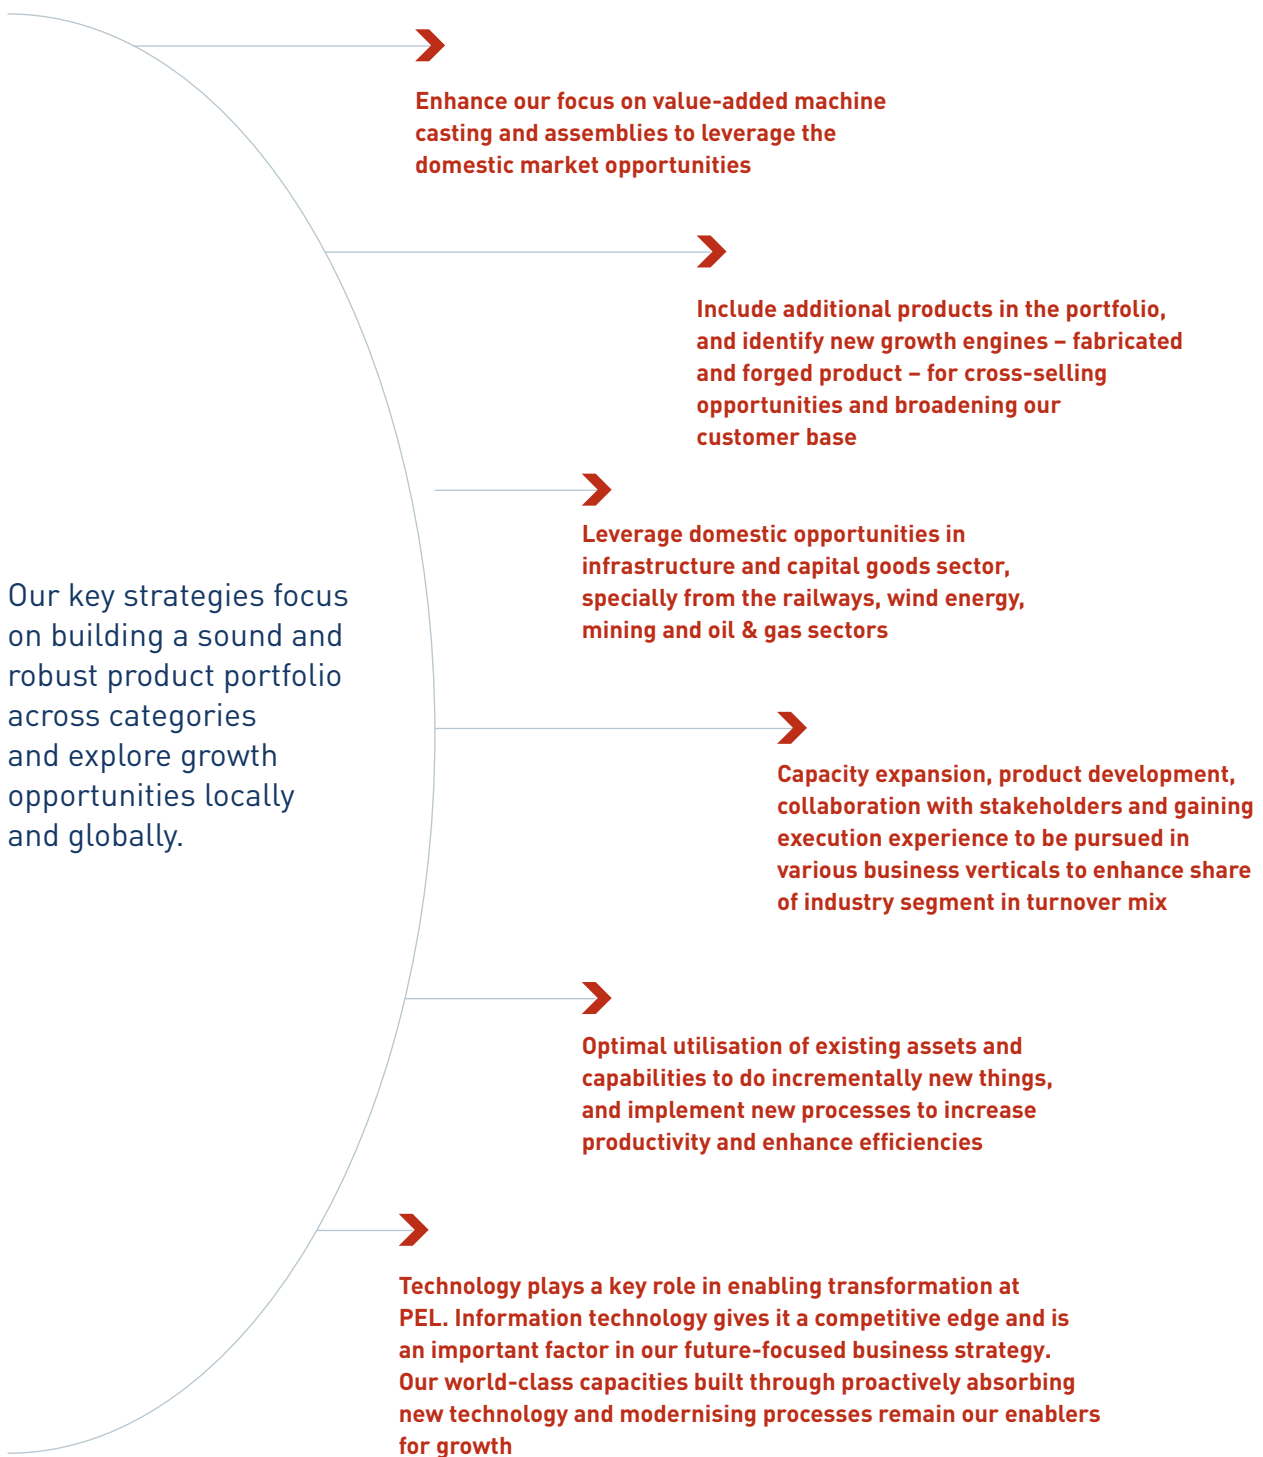 Enhance our focus on value-added machine
casting and assemblies to leverage the
domestic market opportunities
Include additional products in the portfolio,
and identify new growth engines – fabricated
and forged product – for cross-selling
opportunities and broadening our
customer base
Leverage domestic opportunities in
infrastructure and capital goods sector,
specially from the railways, wind energy,
mining and oil & gas sectors
Our key strategies focus
on building a sound and
robust product portfolio
across categories
and explore growth
opportunities locally
and globally.
Capacity expansion, product development,
collaboration with stakeholders and gaining
execution experience to be pursued in
various business verticals to enhance share
of industry segment in turnover mix
Optimal utilisation of existing assets and
capabilities to do incrementally new things,
and implement new processes to increase
productivity and enhance efficiencies
Technology plays a key role in enabling transformation at
PEL. Information technology gives it a competitive edge and is
an important factor in our future-focused business strategy.
Our world-class capacities built through proactively absorbing
new technology and modernising processes remain our enablers
for growth